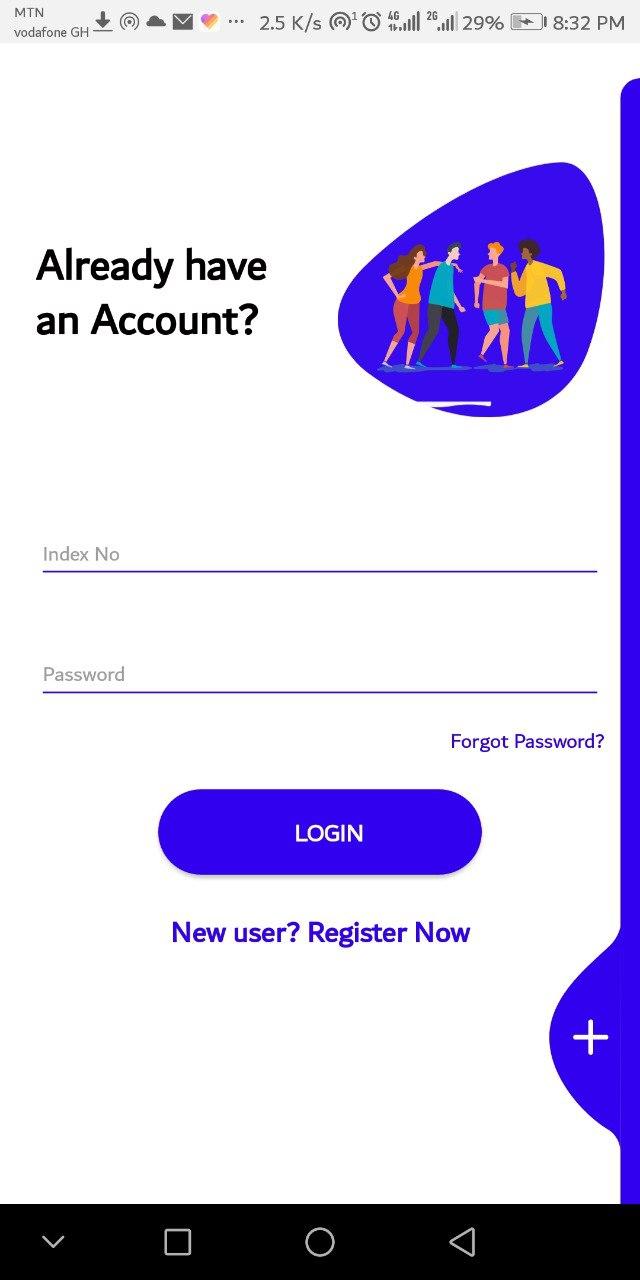 MTN
vodafone GH
2.5 K/s 1 4G 2G 29% 8:32 PM
Already have
an Account?
Index No
Password
Forgot Password?
LOGIN
New user? Register Now